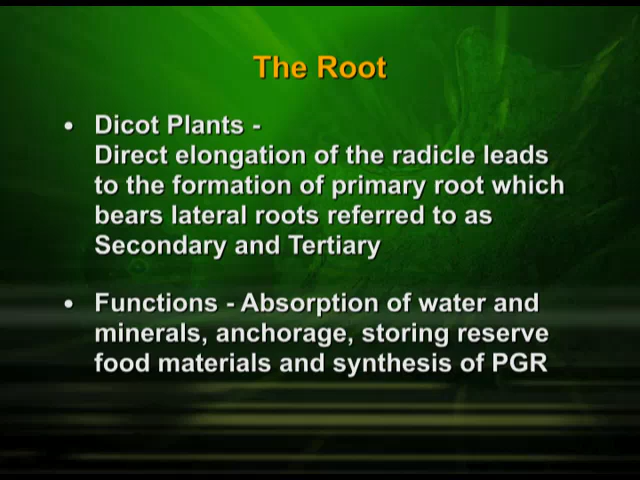 The Root
• Dicot Plants -
Direct elongation of the radicle leads
to the formation of primary root which
bears lateral roots referred to as
Secondary and Tertiary
• Functions - Absorption of water and
minerals, anchorage, storing reserve
food materials and synthesis of PGR